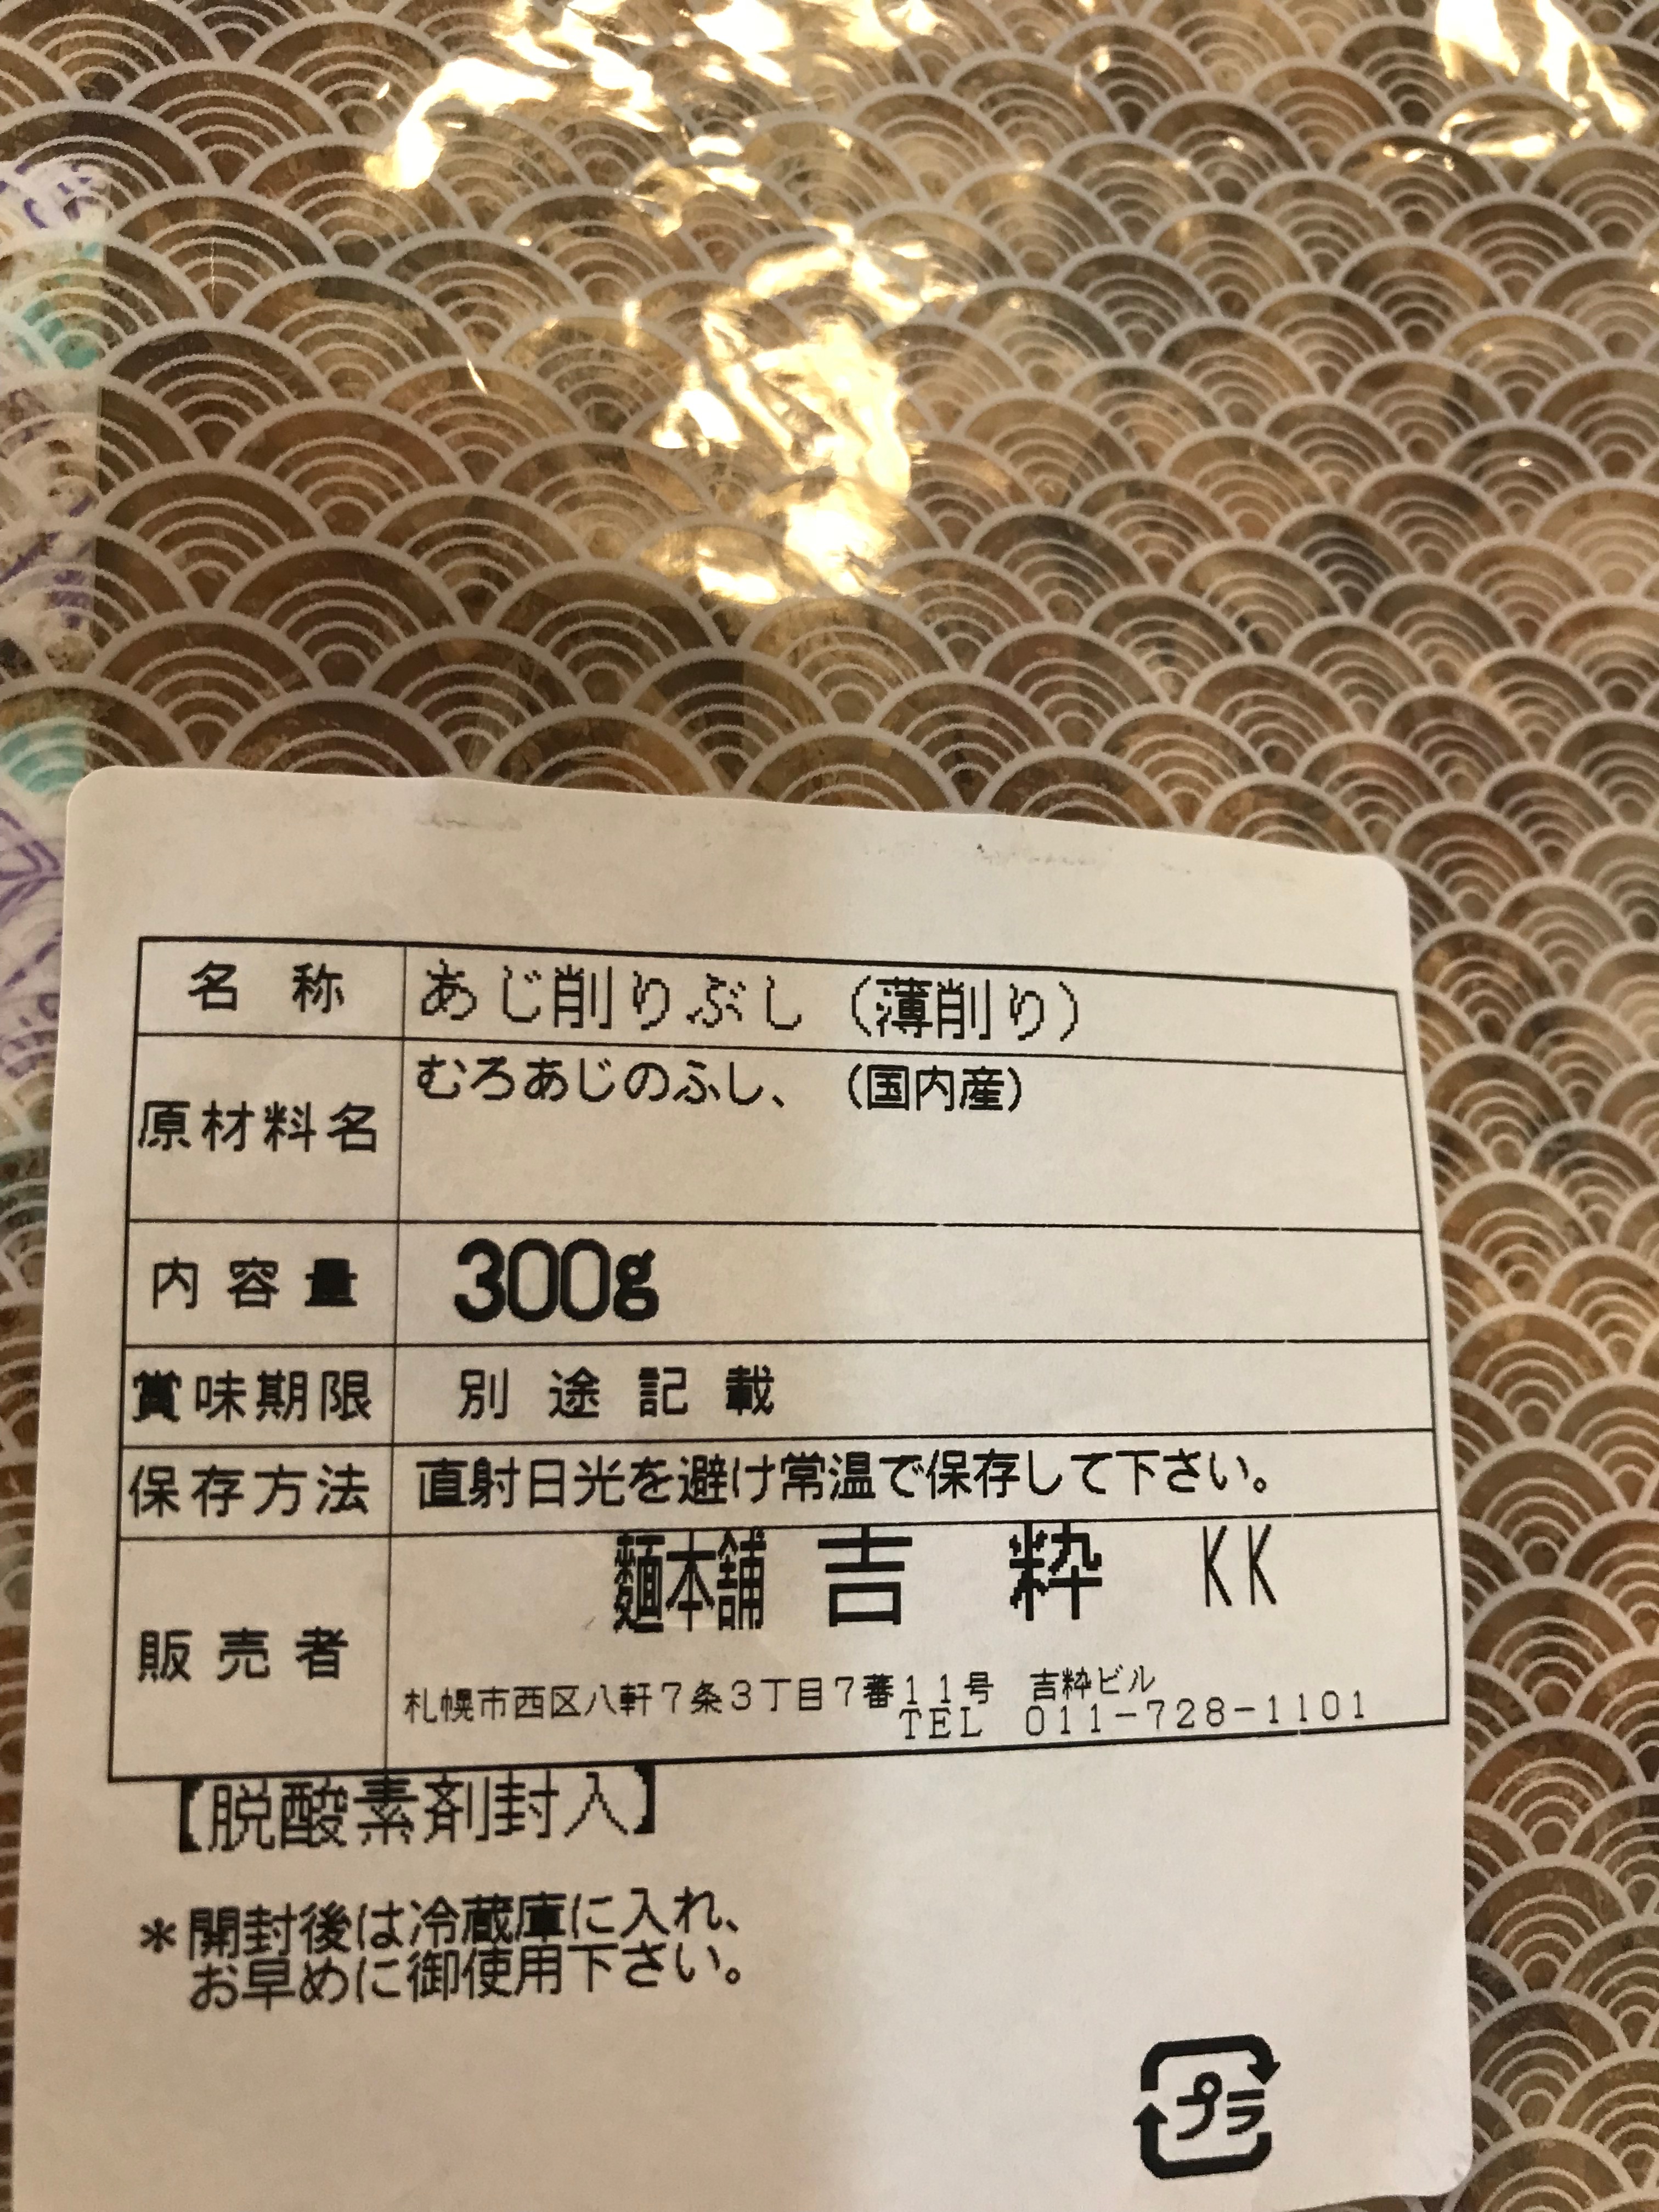 名称 あじ削りぶし（薄削り）
原材料名 むろあじのふし、（国内産）
内容量 300g
賞味期限 別途記載
保存方法 直射日光を避け常温で保存して下さい。
販売者 麺本舗 吉粋 KK
札幌市西区八軒７条３丁目７蕃１１号 吉粋ビル
TEL 011-728-1101
【脱酸素剤封入】
＊開封後は冷蔵庫に入れ、
お早めに御使用下さい。
プラ